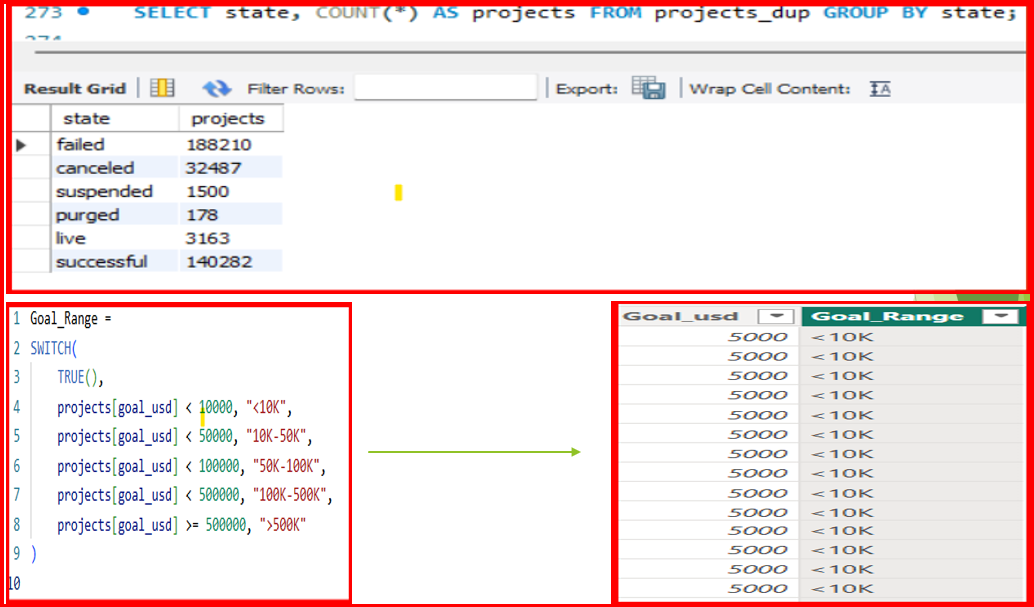 273 SELECT state, COUNT(*) AS projects FROM projects_dup GROUP BY state;
Result Grid Filter Rows: Export: Wrap Cell Content:
state projects
failed 188210
canceled 32487
suspended 1500
purged 178
live 3163
successful 140282
1 Goal_Range =
2 SWITCH(
3 TRUE(),
4 projects[goal_usd] < 10000, "<10K",
5 projects[goal_usd] < 50000, "10K-50K",
6 projects[goal_usd] < 100000, "50K-100K",
7 projects[goal_usd] < 500000, "100K-500K",
8 projects[goal_usd] >= 500000, ">500K"
9 )
10
Goal_usd Goal_Range
5000 <10K
5000 <10K
5000 <10K
5000 <10K
5000 <10K
5000 <10K
5000 <10K
5000 <10K
5000 <10K
5000 <10K
5000 <10K
5000 <10K
5000 <10K
5000 <10K